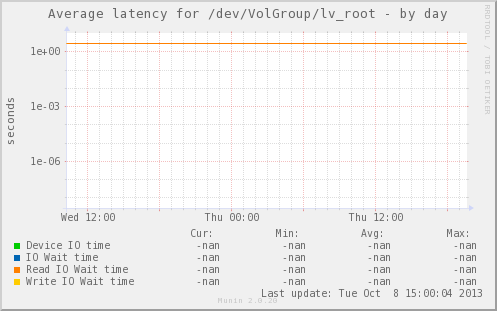 Average latency for /dev/VolGroup/lv_root - by day
RRDTOOL / TOBI OETIKER
seconds
1e+00
1e-03
1e-06
Wed 12:00 Thu 00:00 Thu 12:00
Cur: Min: Avg: Max:
Device IO time -nan -nan -nan -nan
IO Wait time -nan -nan -nan -nan
Read IO Wait time -nan -nan -nan -nan
Write IO Wait time -nan -nan -nan -nan
Last update: Tue Oct 8 15:00:04 2013
Munin 2.0.20